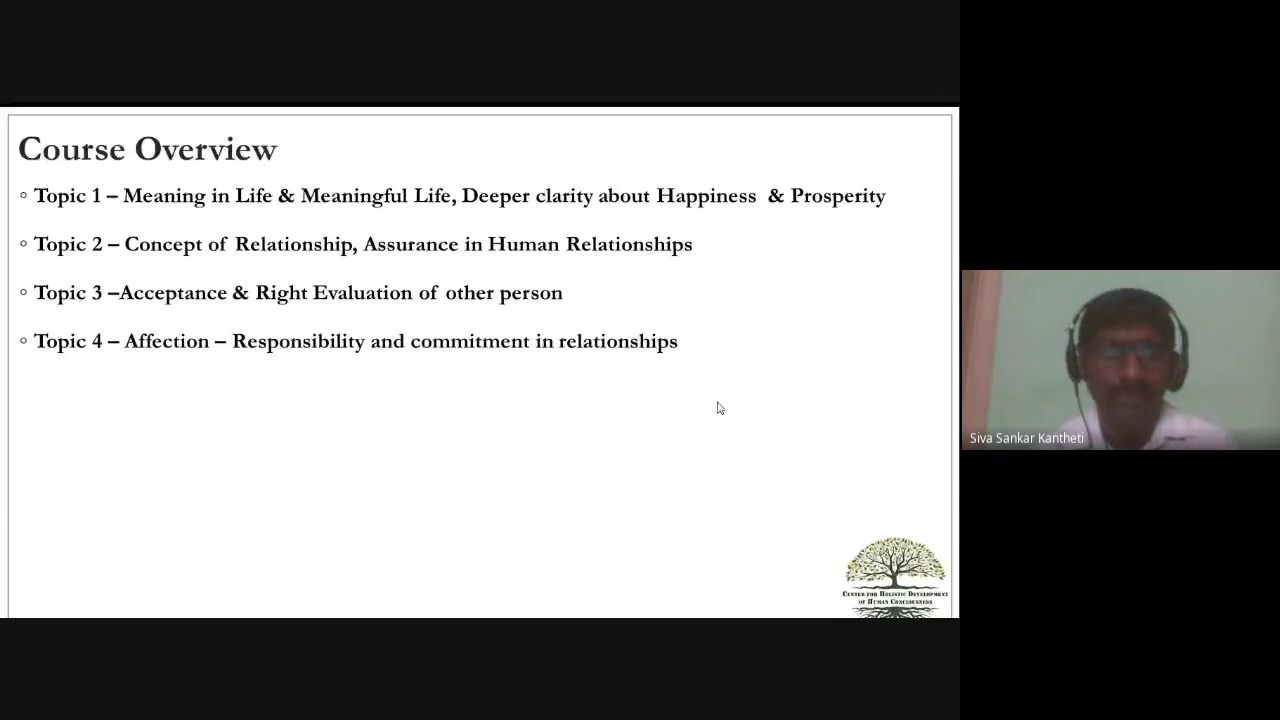 Course Overview
◦ Topic 1 – Meaning in Life & Meaningful Life, Deeper clarity about Happiness & Prosperity
◦ Topic 2 – Concept of Relationship, Assurance in Human Relationships
◦ Topic 3 –Acceptance & Right Evaluation of other person
◦ Topic 4 – Affection – Responsibility and commitment in relationships
Siva Sankar Kantheti
Center for Holistic Development
of Human Conciousness